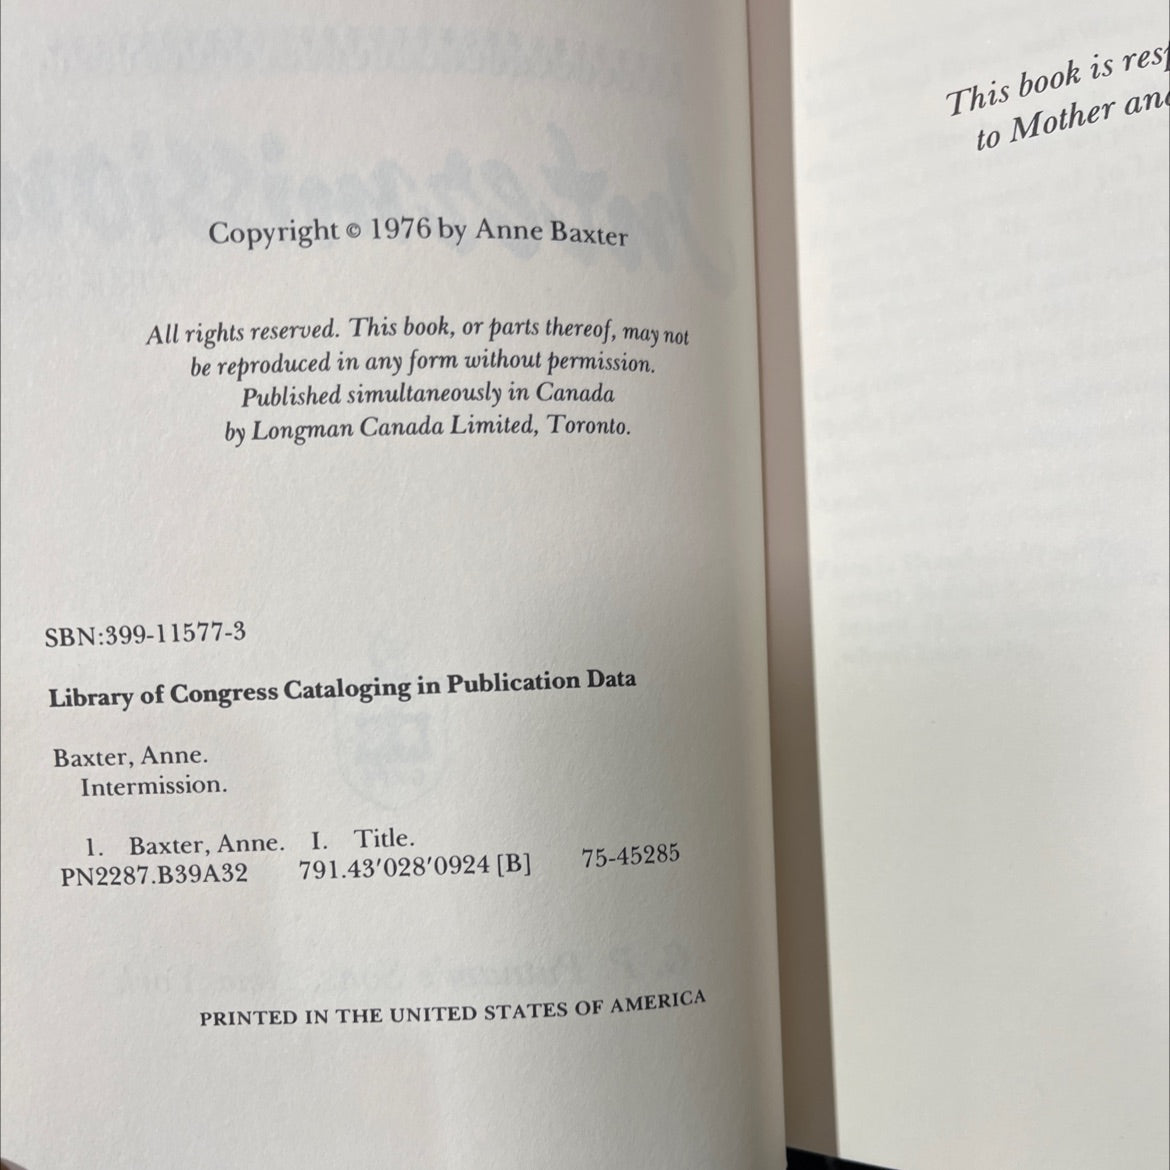 Copyright © 1976 by Anne Baxter
All rights reserved. This book, or parts thereof, may not
be reproduced in any form without permission.
Published simultaneously in Canada
by Longman Canada Limited, Toronto.
SBN:399-11577-3
Library of Congress Cataloging in Publication Data
Baxter, Anne.
Intermission.
1. Baxter, Anne. I. Title.
PN2287.B39A32 791.43′028′0924 [B] 75-45285
PRINTED IN THE UNITED STATES OF AMERICA
This book is
to Mother